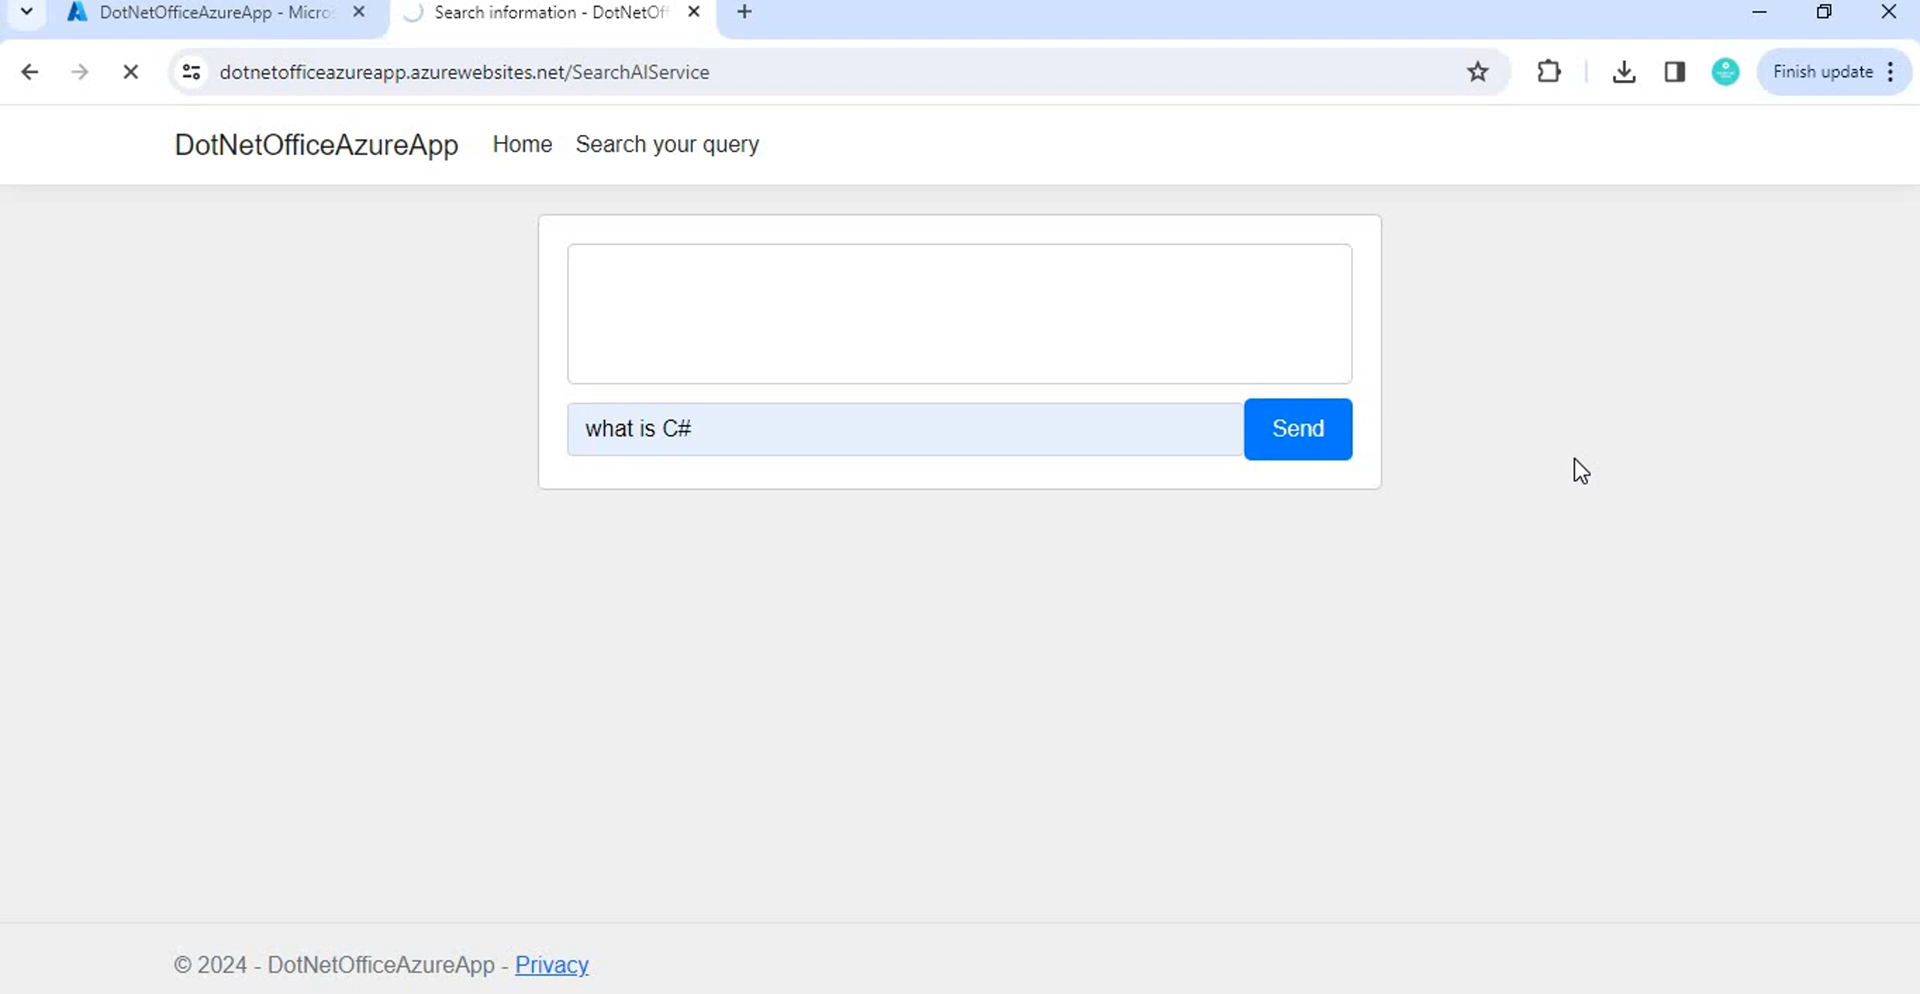 DotNetOfficeAzureApp - Micro
Search information - DotNetOf
dotnetofficeazureapp.azurewebsites.net/SearchAIService
Finish update
DotNetOfficeAzureApp Home Search your query
what is C#
Send
© 2024 - DotNetOfficeAzureApp - Privacy